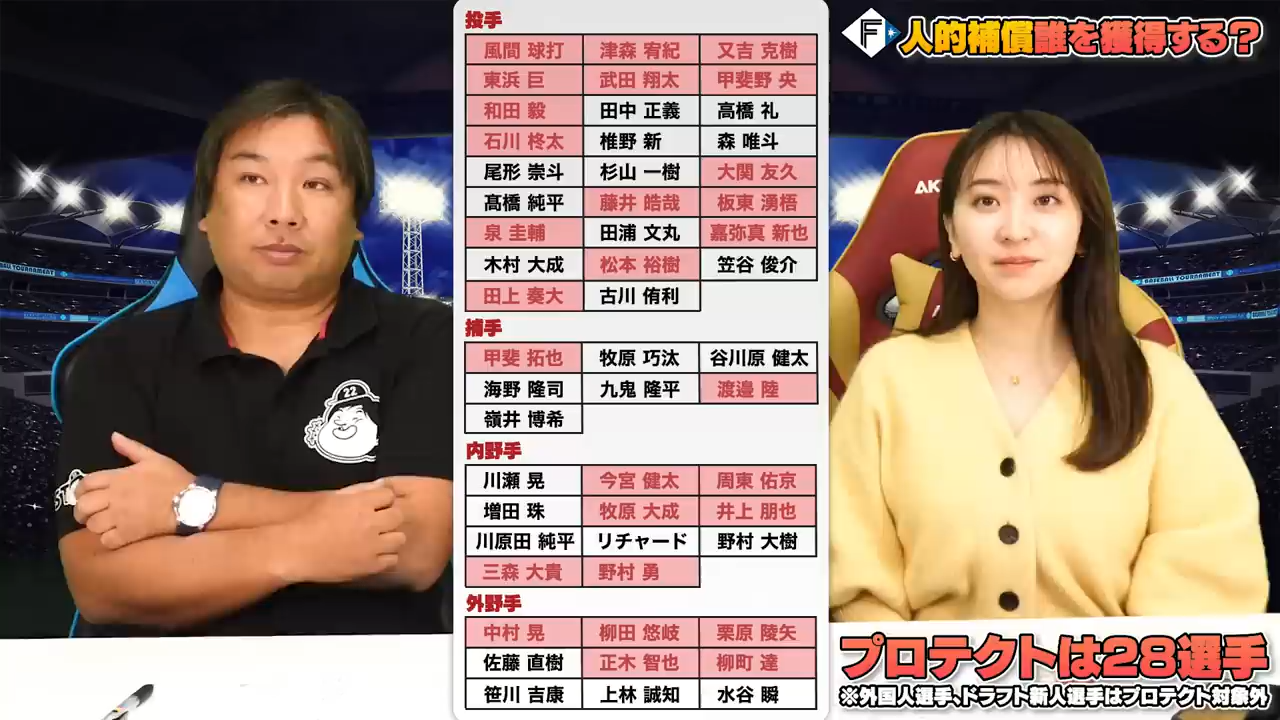 F 人的補償誰を獲得する?
投手
風間 球打 津森 宥紀 又吉 克樹
東浜 巨 武田 翔太 甲斐野 央
和田 毅 田中 正義 高橋 礼
石川 柊太 椎野 新 森 唯斗
尾形 崇斗 杉山 一樹 大関 友久
髙橋 純平 藤井 皓哉 板東 湧梧
泉 圭輔 田浦 文丸 嘉弥真 新也
木村 大成 松本 裕樹 笠谷 俊介
田上 奏大 古川 侑利
捕手
甲斐 拓也 牧原 巧汰 谷川原 健太
海野 隆司 九鬼 隆平 渡邉 陸
嶺井 博希
内野手
川瀬 晃 今宮 健太 周東 佑京
増田 珠 牧原 大成 井上 朋也
川原田 純平 リチャード 野村 大樹
三森 大貴 野村 勇
外野手
中村 晃 柳田 悠岐 栗原 陵矢
佐藤 直樹 正木 智也 柳町 達
笹川 吉康 上林 誠知 水谷 瞬
22
AK
BASEBALL TOURNAMENT
プロテクトは28選手
※外国人選手、ドラフト新人選手はプロテクト対象外